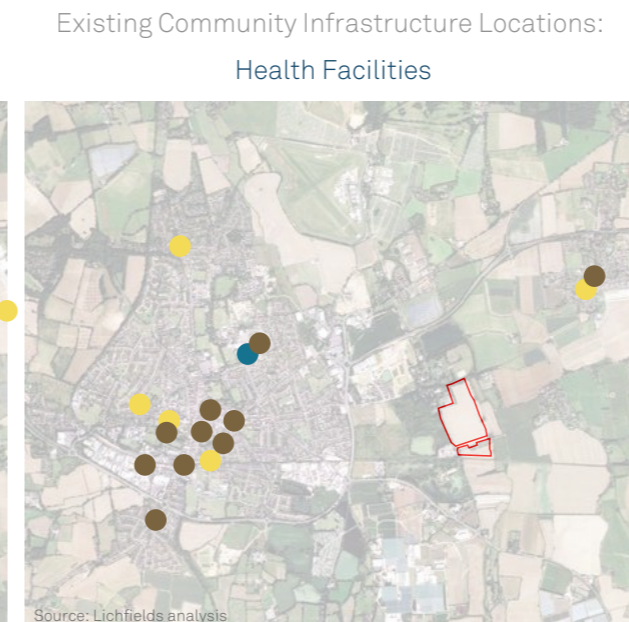 Existing Community Infrastructure Locations:
Health Facilities
Source: Lichfields analysis